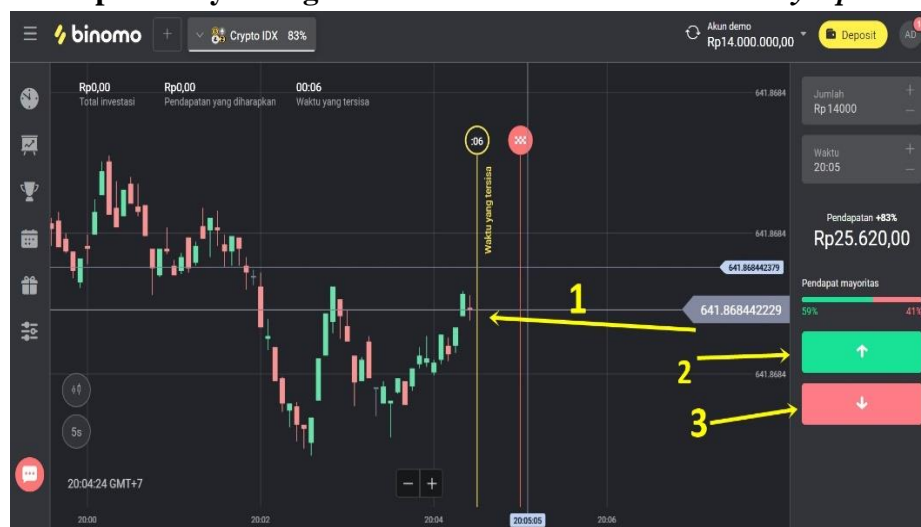 binomo
+
Crypto IDX 83%
Akun demo
Rp14.000.000,00
Deposit
AD
Rp0,00
Total investasi
Rp0,00
Pendapatan yang diharapkan
00:06
Waktu yang tersisa
641.8684
Jumlah
Rp14000
+
−
:06
Waktu yang tersisa
Waktu
20:05
+
−
Pendapatan +83%
Rp25.620,00
641.8684
641.868442379
Pendapat mayoritas
59% 41%
1
641.868442229
2
641.8684
3
5s
20:04:24 GMT+7
− +
20:00
20:02
20:04
20:05:05
20:06